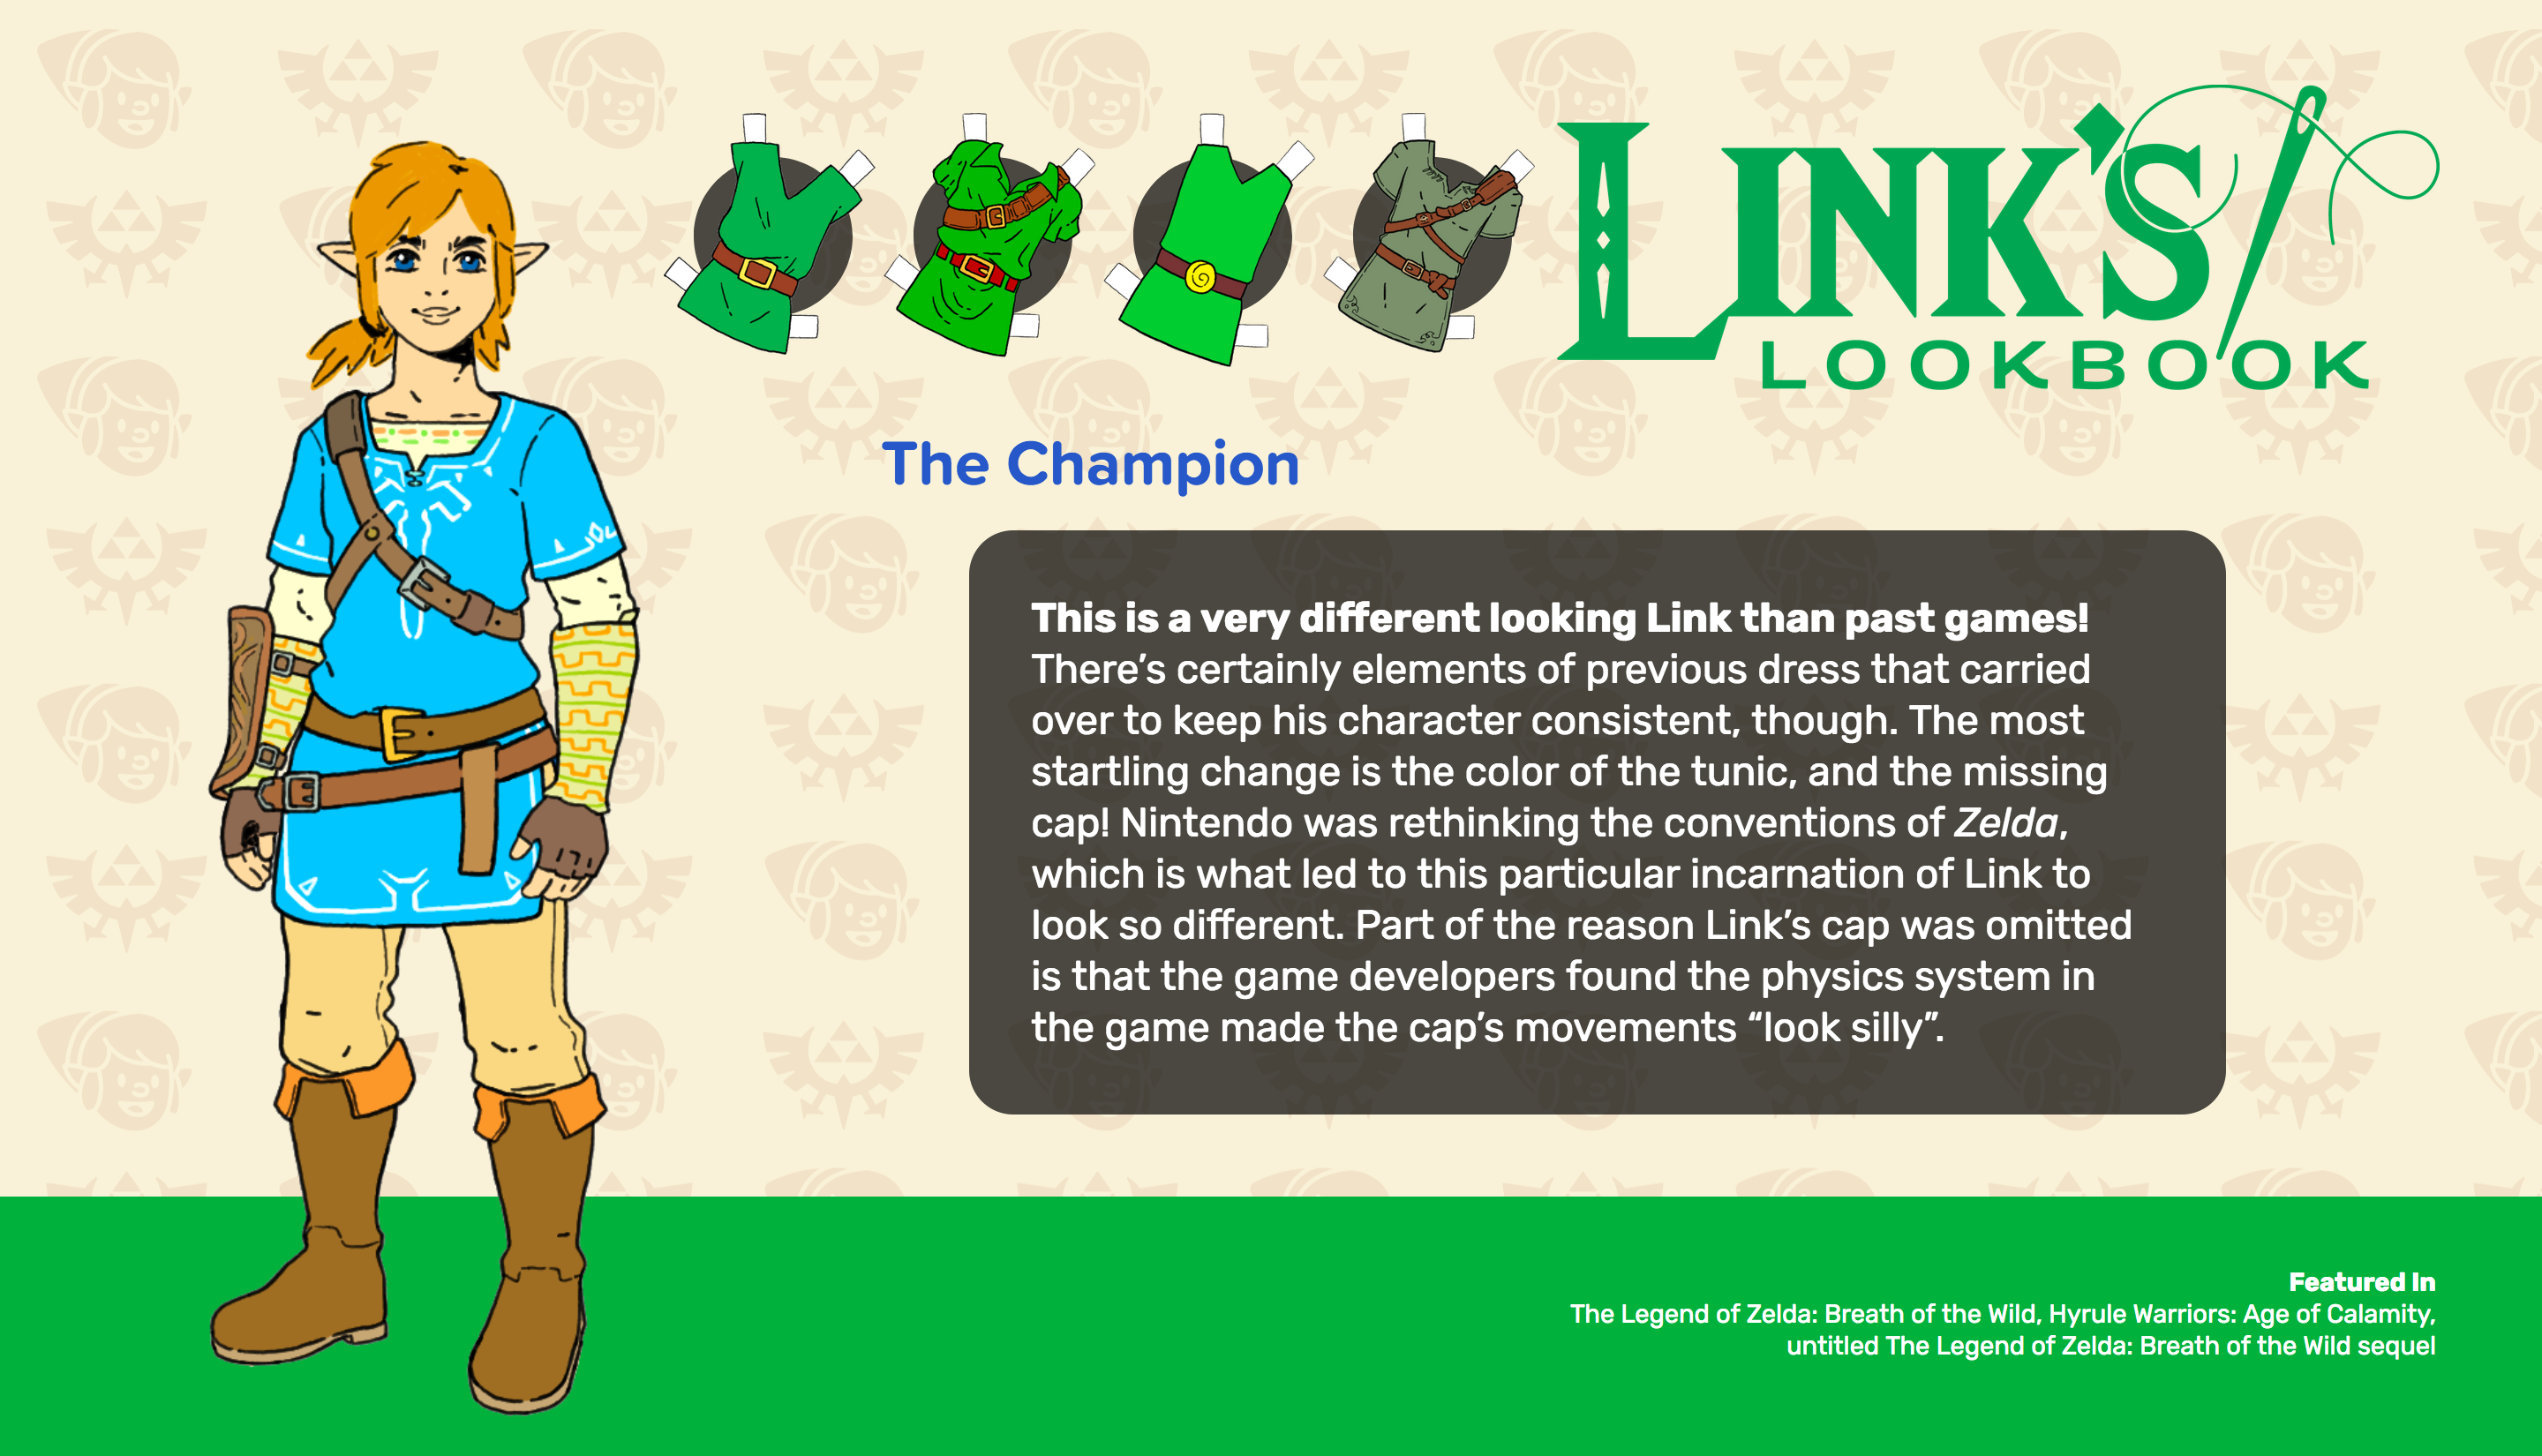 LINK'S
LOOKBOOK
The Champion
This is a very different looking Link than past games!
There’s certainly elements of previous dress that carried
over to keep his character consistent, though. The most
startling change is the color of the tunic, and the missing
cap! Nintendo was rethinking the conventions of Zelda,
which is what led to this particular incarnation of Link to
look so different. Part of the reason Link’s cap was omitted
is that the game developers found the physics system in
the game made the cap’s movements “look silly”.
Featured In
The Legend of Zelda: Breath of the Wild, Hyrule Warriors: Age of Calamity,
untitled The Legend of Zelda: Breath of the Wild sequel